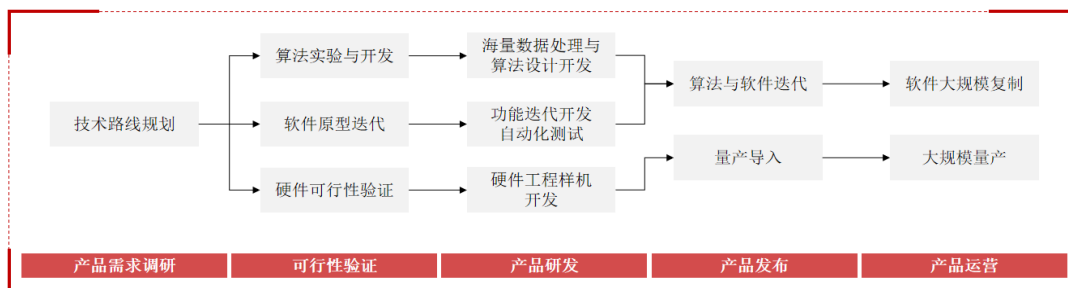 算法实验与开发
海量数据处理与
算法设计开发
算法与软件迭代
软件大规模复制
技术路线规划
软件原型迭代
功能迭代开发
自动化测试
量产导入
大规模量产
硬件可行性验证
硬件工程样机
开发
产品需求调研
可行性验证
产品研发
产品发布
产品运营